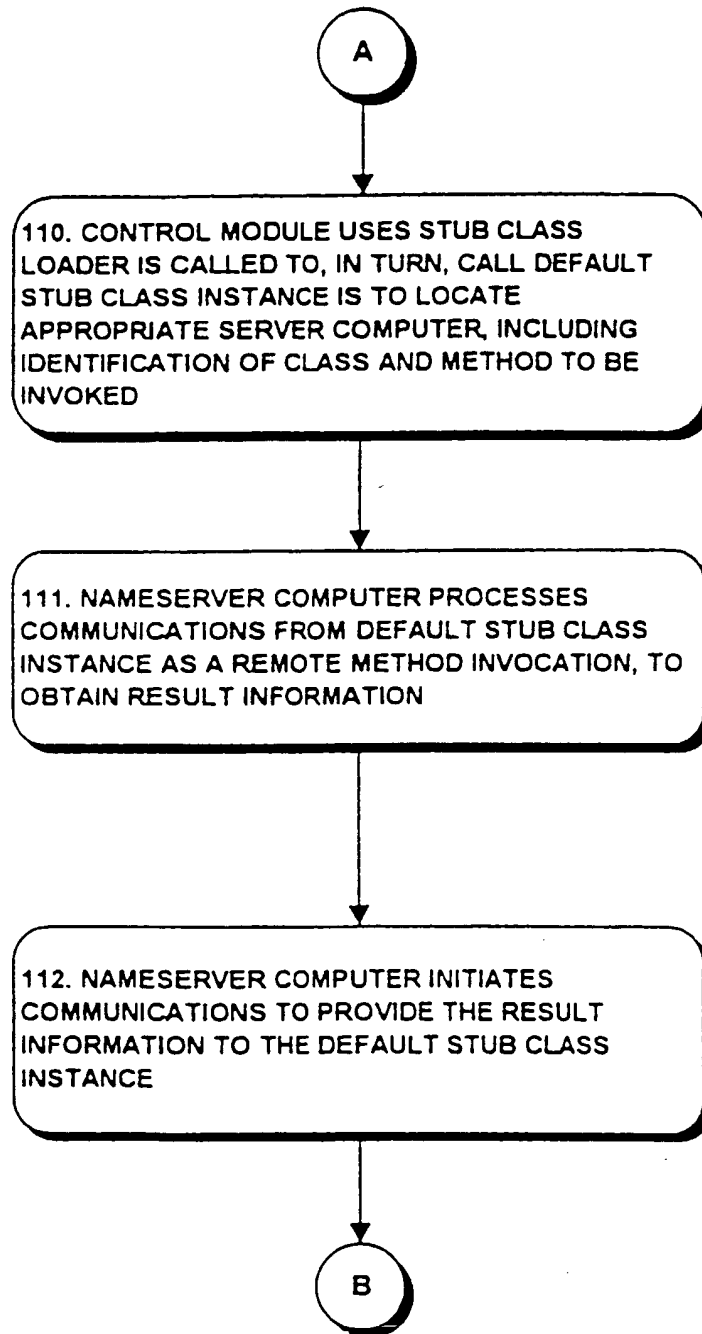 A
110. CONTROL MODULE USES STUB CLASS
LOADER IS CALLED TO, IN TURN, CALL DEFAULT
STUB CLASS INSTANCE IS TO LOCATE
APPROPRIATE SERVER COMPUTER, INCLUDING
IDENTIFICATION OF CLASS AND METHOD TO BE
INVOKED
111. NAMESERVER COMPUTER PROCESSES
COMMUNICATIONS FROM DEFAULT STUB CLASS
INSTANCE AS A REMOTE METHOD INVOCATION, TO
OBTAIN RESULT INFORMATION
112. NAMESERVER COMPUTER INITIATES
COMMUNICATIONS TO PROVIDE THE RESULT
INFORMATION TO THE DEFAULT STUB CLASS
INSTANCE
B